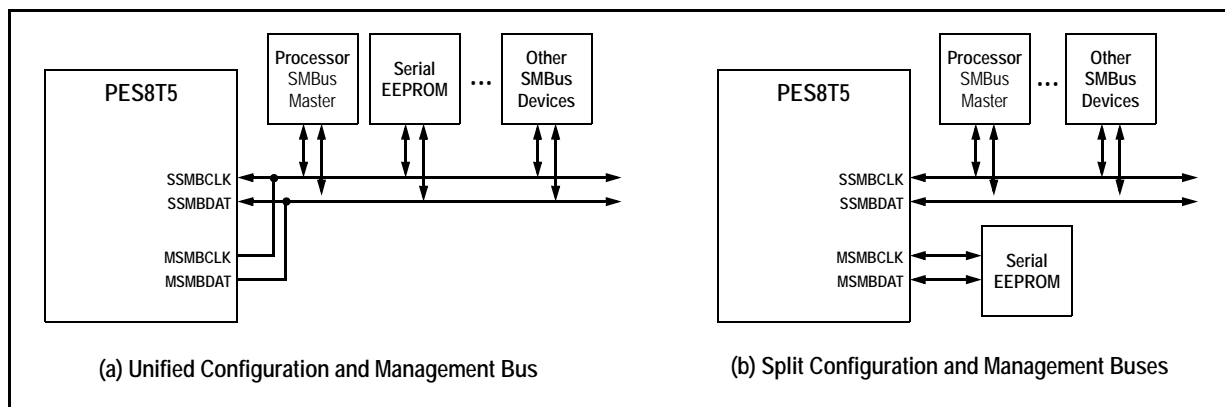 PES8T5
Processor
SMBus
Master
Serial
EEPROM
...
Other
SMBus
Devices
SSMBCLK
SSMBDAT
MSMBCLK
MSMBDAT
(a) Unified Configuration and Management Bus
PES8T5
Processor
SMBus
Master
...
Other
SMBus
Devices
SSMBCLK
SSMBDAT
MSMBCLK
MSMBDAT
Serial
EEPROM
(b) Split Configuration and Management Buses